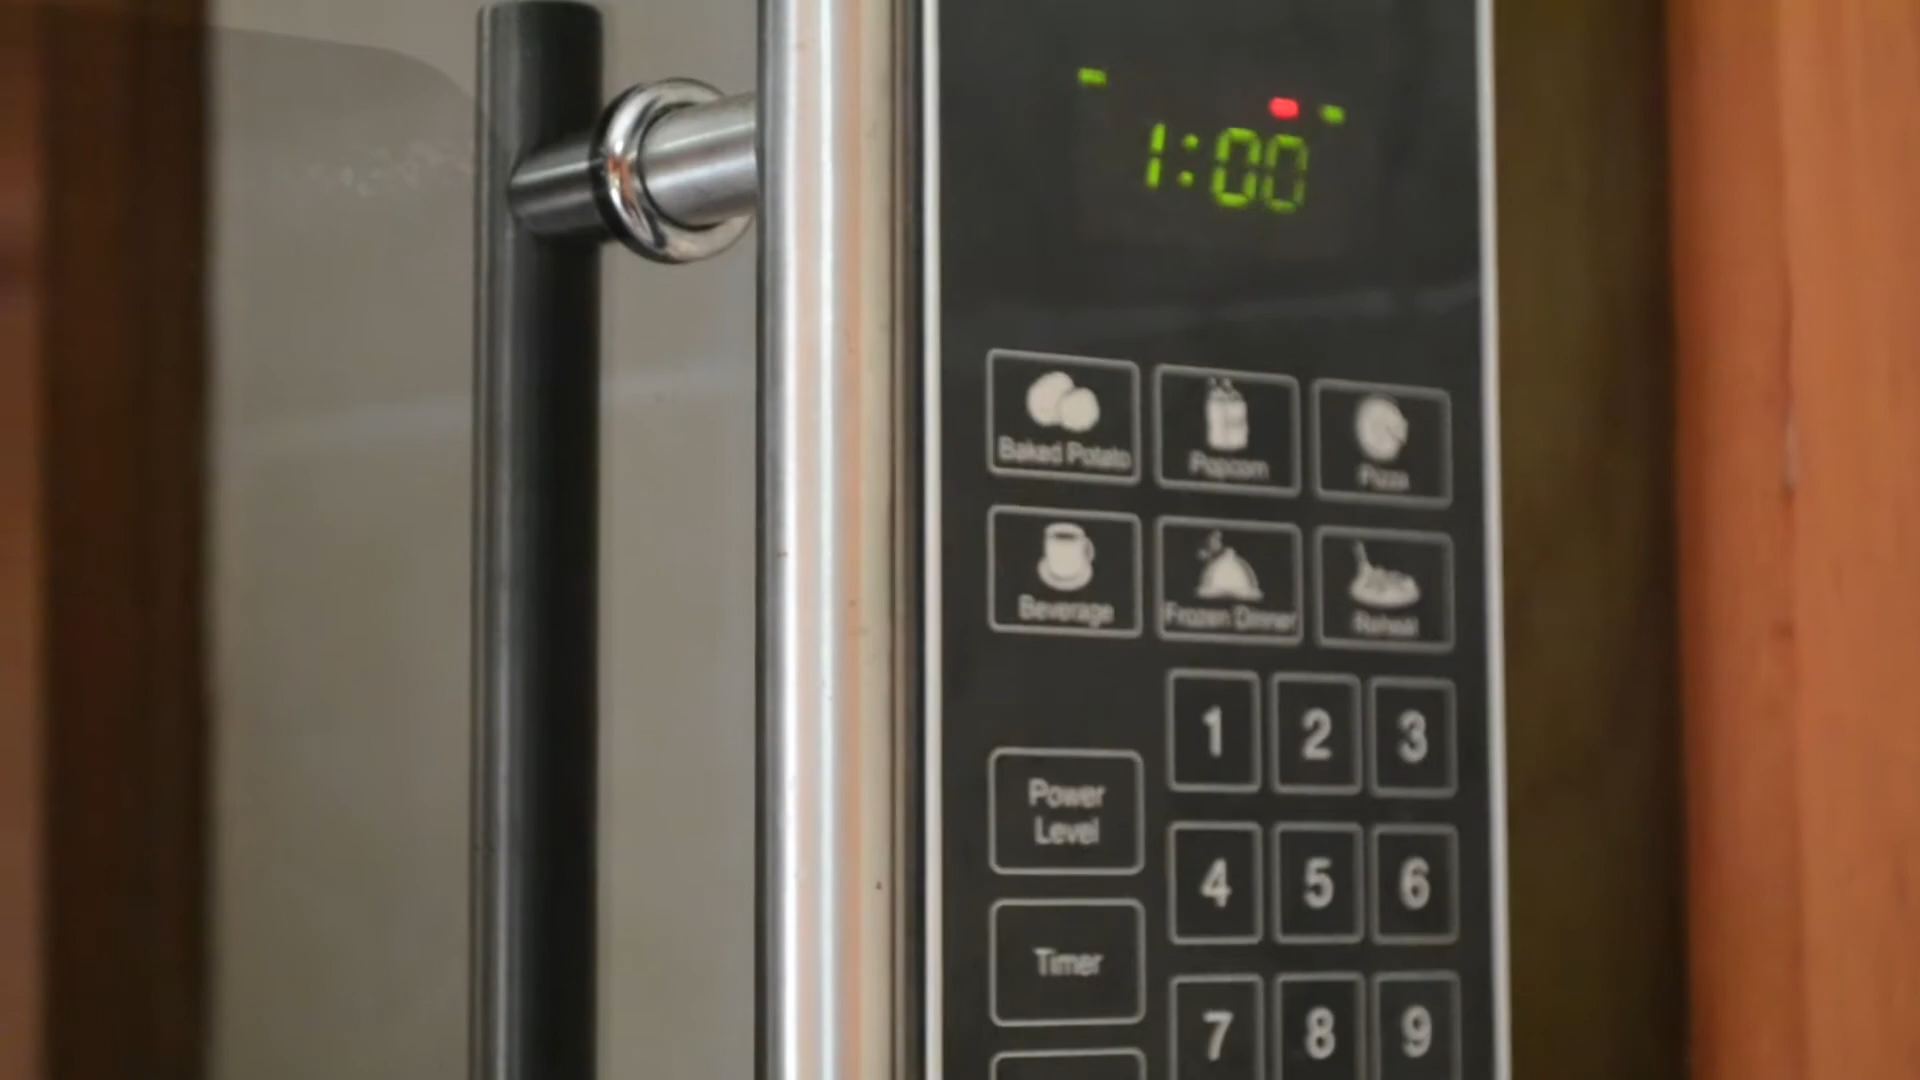 1:00
Baked Potato
Popcorn
Pizza
Beverage
Frozen Dinner
Reheat
1
2
3
Power
Level
4
5
6
Timer
7
8
9